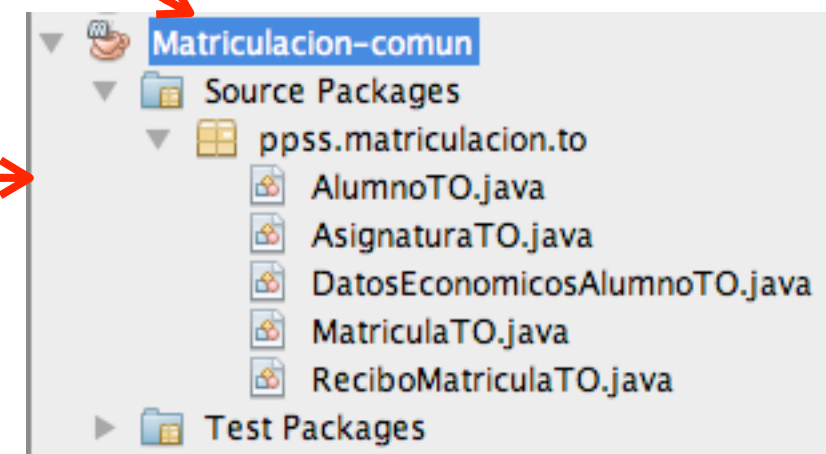 Matriculacion-comun
Source Packages
ppss.matriculacion.to
AlumnoTO.java
AsignaturaTO.java
DatosEconomicosAlumnoTO.java
MatriculaTO.java
ReciboMatriculaTO.java
Test Packages